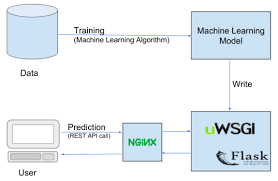 Training
(Machine Learning Algorithm)
Machine Learning
Model
Data
Write
Prediction
(REST API call)
NGINX
uWSGI
Flask
User